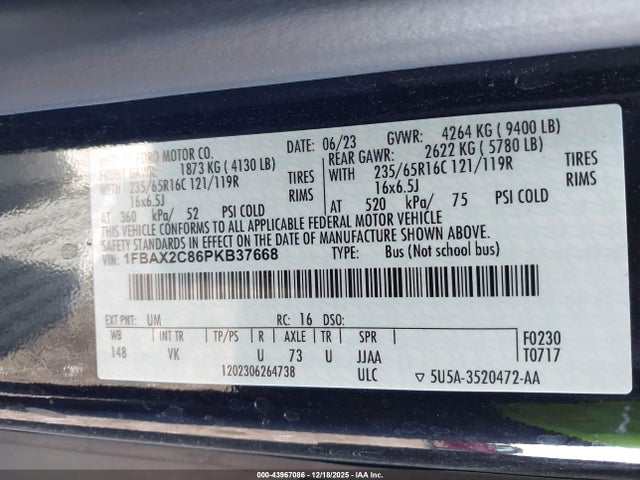 MFD. BY FORD MOTOR CO.
DATE: 06/23
GVWR: 4264 KG ( 9400 LB)
FRONT GAWR: 1873 KG ( 4130 LB)
REAR GAWR: 2622 KG ( 5780 LB)
WITH 235/65R16C 121/119R TIRES
WITH 235/65R16C 121/119R TIRES
16x6.5J RIMS
16x6.5J RIMS
AT 360 kPa/ 52 PSI COLD
AT 520 kPa/ 75 PSI COLD
THIS VEHICLE CONFORMS TO ALL APPLICABLE FEDERAL MOTOR VEHICLE
SAFETY STANDARDS IN EFFECT ON THE DATE OF MANUFACTURE SHOWN ABOVE.
VIN: 1FBAX2C86PKB37668
TYPE: Bus (Not school bus)
EXT PNT: UM RC: 16 DSO:
WB INT TR TP/PS R AXLE TR SPR
148 VK U 73 U JJAA
F0230
T0717
1202306264738 ULC
5U5A-3520472-AA
000-43967086 - 12/18/2025 - IAA Inc.